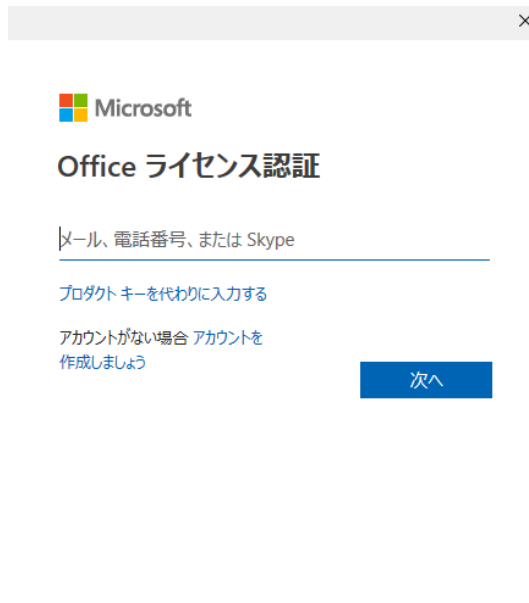 Microsoft
Office ライセンス認証
メール、電話番号、または Skype
プロダクト キーを代わりに入力する
アカウントがない場合 アカウントを
作成しましょう
次へ